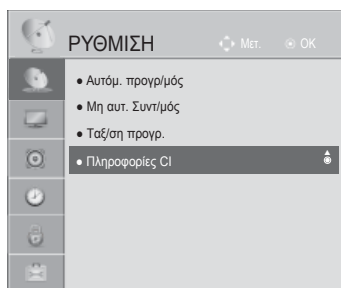 ΡΥΘΜΙΣΗ Μετ. OK
• Αυτόμ. προγρ/μός
• Μη αυτ. Συντ/μός
• Ταξ/ση προγρ.
• Πληροφορίες CI